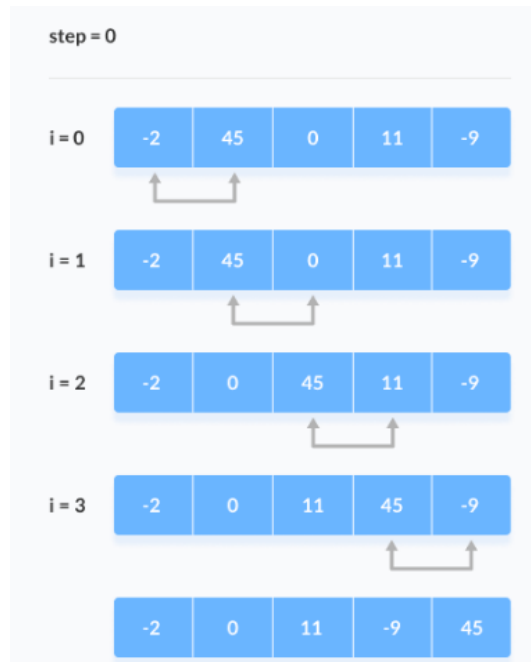 step = 0
i = 0 -2 45 0 11 -9
i = 1 -2 45 0 11 -9
i = 2 -2 0 45 11 -9
i = 3 -2 0 11 45 -9
-2 0 11 -9 45